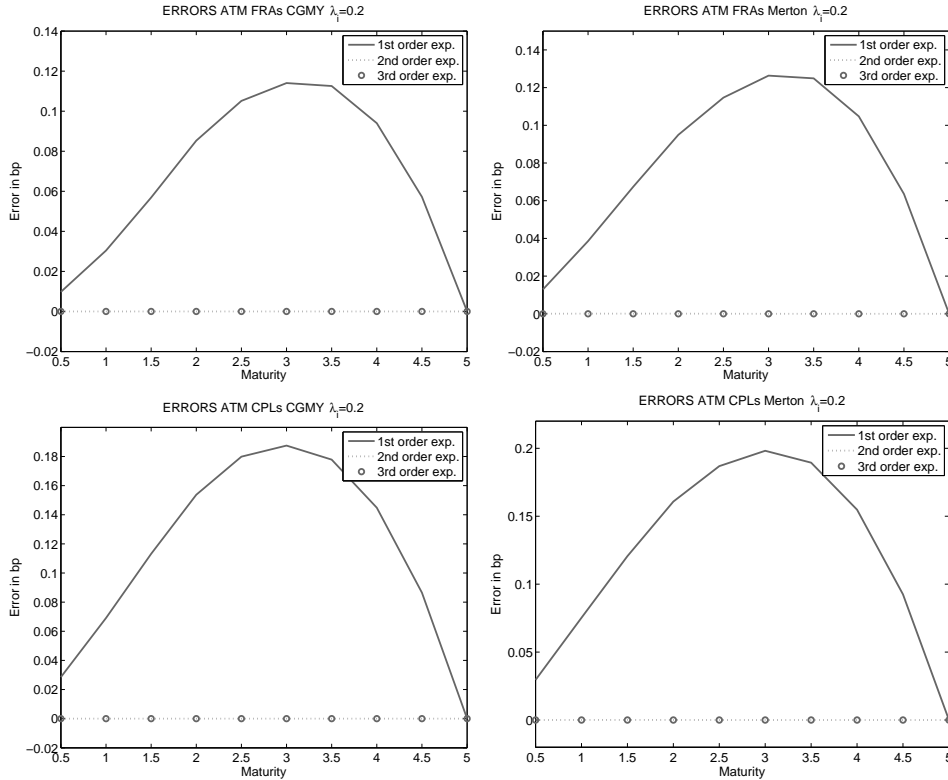 ERRORS ATM FRAs CGMY λi=0.2
0.14
0.12
0.1
0.08
0.06
0.04
0.02
0
−0.02
Error in bp
1st order exp.
2nd order exp.
3rd order exp.
0.5 1 1.5 2 2.5 3 3.5 4 4.5 5
Maturity
ERRORS ATM FRAs Merton λi=0.2
0.14
0.12
0.1
0.08
0.06
0.04
0.02
0
−0.02
Error in bp
1st order exp.
2nd order exp.
3rd order exp.
0.5 1 1.5 2 2.5 3 3.5 4 4.5 5
Maturity
ERRORS ATM CPLs CGMY λi=0.2
0.18
0.16
0.14
0.12
0.1
0.08
0.06
0.04
0.02
0
−0.02
Error in bp
1st order exp.
2nd order exp.
3rd order exp.
0.5 1 1.5 2 2.5 3 3.5 4 4.5 5
Maturity
ERRORS ATM CPLs Merton λi=0.2
0.2
0.15
0.1
0.05
0
Error in bp
1st order exp.
2nd order exp.
3rd order exp.
0.5 1 1.5 2 2.5 3 3.5 4 4.5 5
Maturity